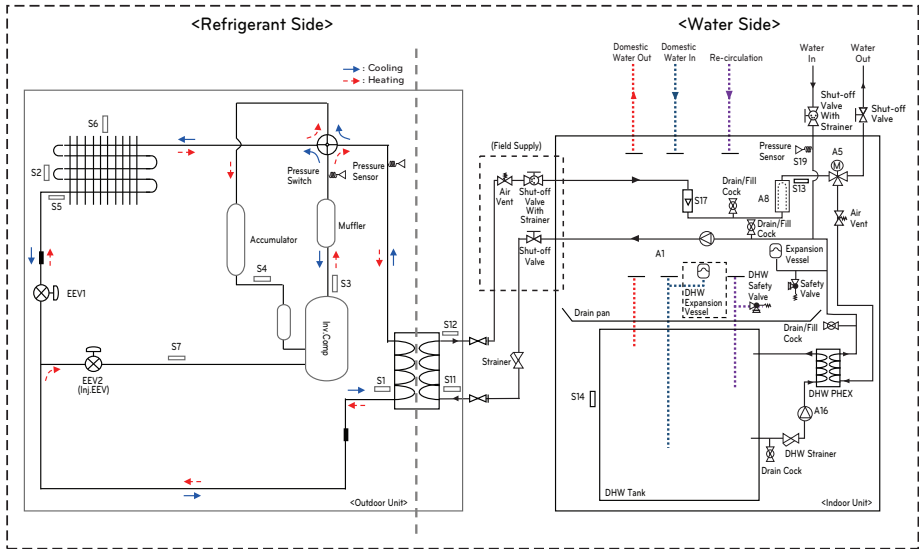 <Refrigerant Side>
<Water Side>
: Cooling
: Heating
Domestic
Water Out
Domestic
Water In
Re-circulation
Water
In
Water
Out
Shut-off
Valve
With
Strainer
Shut-off
Valve
S6
S2
S5
Pressure
Switch
Pressure
Sensor
(Field Supply)
Air
Vent
Shut-off
Valve
With
Strainer
Shut-off
Valve
Pressure
Sensor
S19
A5
M
S13
A8
S17
Drain/Fill
Cock
Drain/Fill
Cock
Air
Vent
Accumulator
Muffler
S4
S3
EEV1
Inv.Comp
A1
Expansion
Vessel
DHW
Expansion
Vessel
DHW
Safety
Valve
Safety
Valve
Drain pan
Drain/Fill
Cock
S7
EEV2
(Inj.EEV)
S1
S12
S11
Strainer
S14
DHW PHEX
A16
DHW Strainer
Drain Cock
DHW Tank
<Outdoor Unit>
<Indoor Unit>